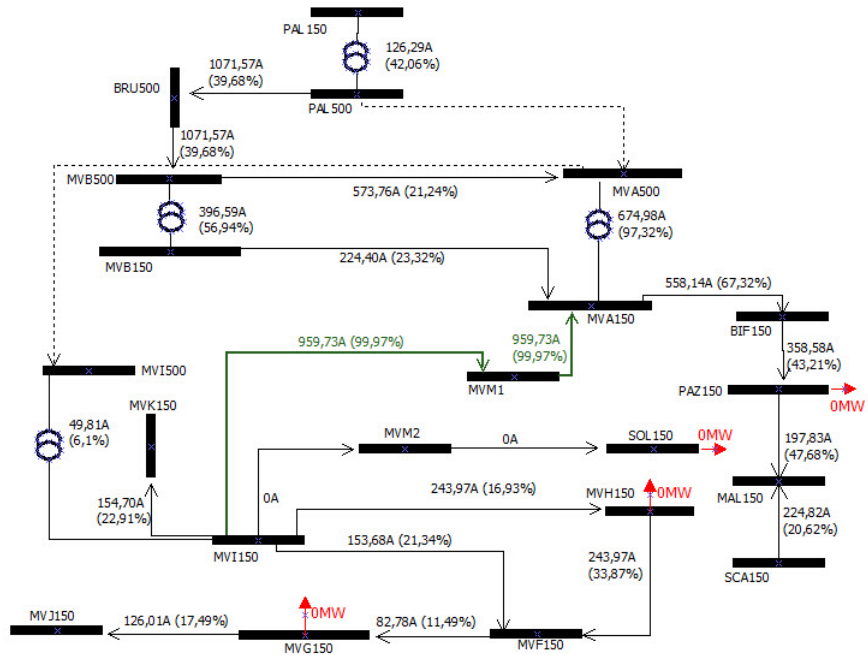 PAL150
126,29A
(42,06%)
1071,57A
(39,68%)
BRU500
PAL500
1071,57A
(39,68%)
MVB500
573,76A (21,24%)
MVA500
396,59A
(56,94%)
674,98A
(97,32%)
MVB150
224,40A (23,32%)
558,14A (67,32%)
MVA150
BIF150
959,73A (99,97%)
959,73A
(99,97%)
358,58A
(43,21%)
MVI500
MVM1
PAZ150
0MW
MVK150
49,81A
(6,1%)
MVM2
0A
SOL150
0MW
197,83A
(47,68%)
154,70A
(22,91%)
0A
243,97A (16,93%)
MVH150
0MW
MAL150
224,82A
(20,62%)
MVI150
153,68A (21,34%)
243,97A
(33,87%)
SCA150
MVJ150
126,01A (17,49%)
0MW
82,78A (11,49%)
MVG150
MVF150